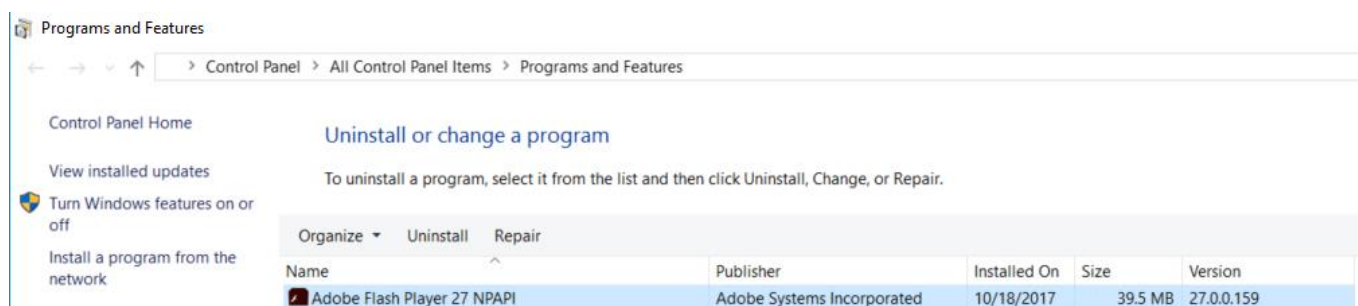 Programs and Features
Control Panel > All Control Panel Items > Programs and Features
Control Panel Home
View installed updates
Turn Windows features on or
off
Install a program from the
network
Uninstall or change a program
To uninstall a program, select it from the list and then click Uninstall, Change, or Repair.
Organize Uninstall Repair
Name Publisher Installed On Size Version
Adobe Flash Player 27 NPAPI Adobe Systems Incorporated 10/18/2017 39.5 MB 27.0.0.159